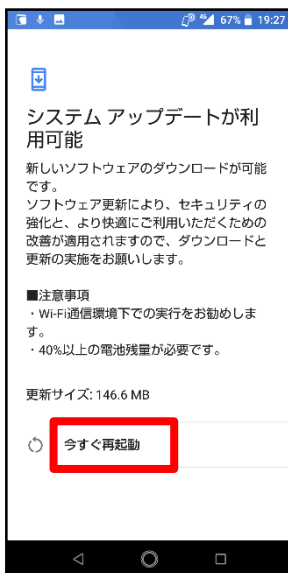 67% 19:27
システム アップデートが利
用可能
新しいソフトウェアのダウンロードが可能
です。
ソフトウェア更新により、セキュリティの
強化と、より快適にご利用いただくための
改善が適用されますので、ダウンロードと
更新の実施をお願いします。
■注意事項
・Wi-Fi通信環境下での実行をお勧めしま
す。
・40%以上の電池残量が必要です。
更新サイズ: 146.6 MB
今すぐ再起動